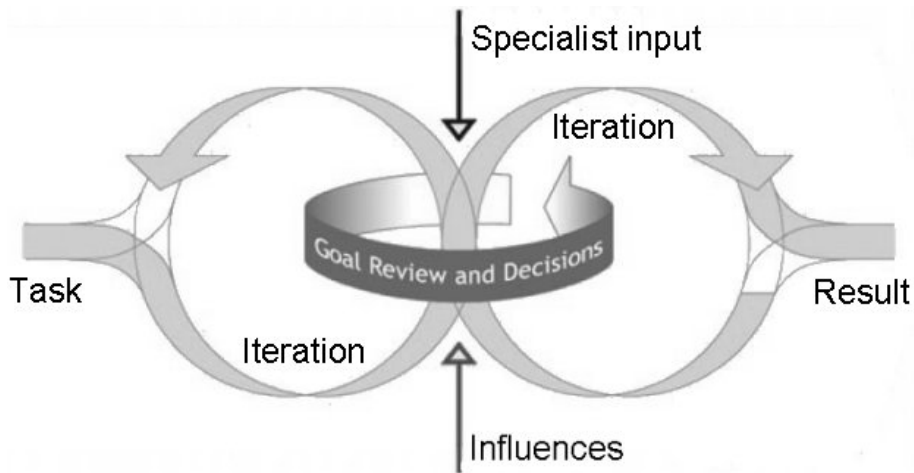 Specialist input
Iteration
Goal Review and Decisions
Task
Result
Iteration
Influences